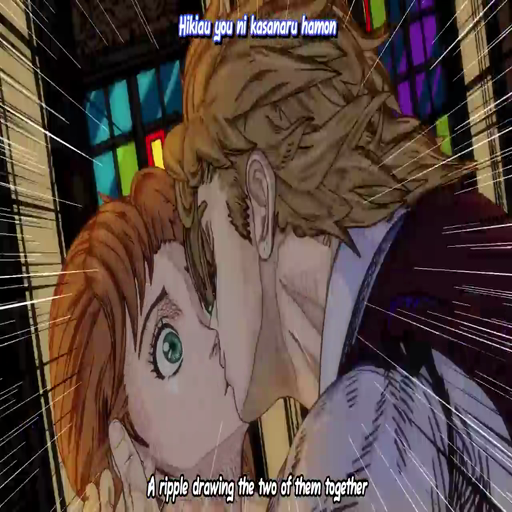 Hikiau you ni kasanaru hamon
A ripple drawing the two of them together